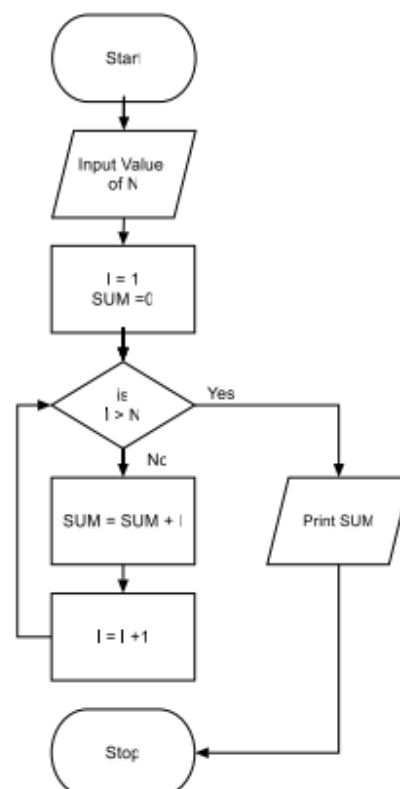 Start
Input Value
of N
I = 1
SUM =0
is
I > N
Yes
No
SUM = SUM + I
Print SUM
I = I +1
Stop